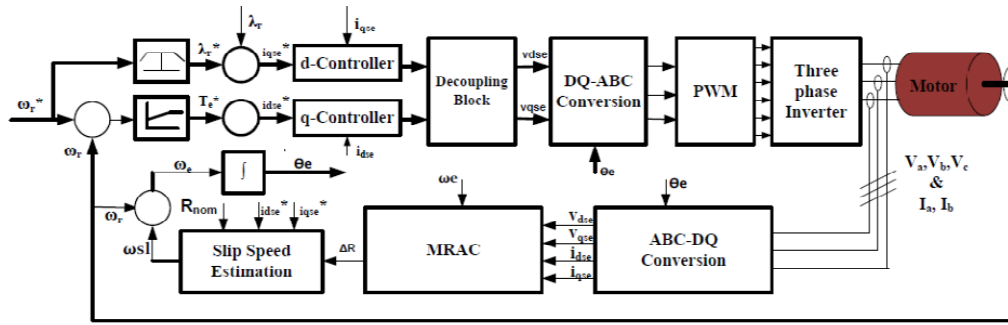 λr
iqse
λr*
iqse*
d-Controller
ωr*
Te*
idse*
q-Controller
idse
Decoupling
Block
vdse
vqse
DQ-ABC
Conversion
Θe
PWM
Three
phase
Inverter
Motor
ωr
ωe
∫
Θe
ωr
ωsl
Rnom
idse*
iqse*
Slip Speed
Estimation
ΔR
ωe
MRAC
Vdse
Vqse
idse
iqse
Θe
ABC-DQ
Conversion
Va,Vb,Vc
&
Ia, Ib